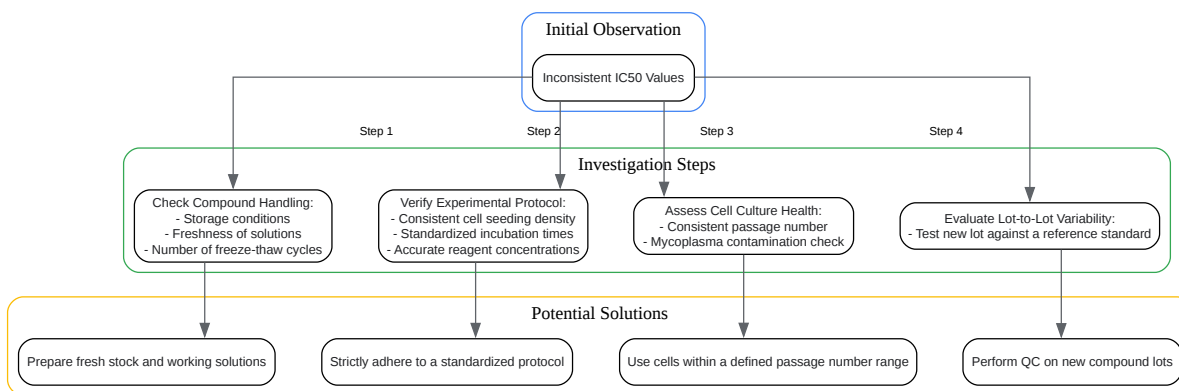 Initial Observation
Inconsistent IC50 Values
Step 1
Step 2
Step 3
Step 4
Investigation Steps
Check Compound Handling:
- Storage conditions
- Freshness of solutions
- Number of freeze-thaw cycles
Verify Experimental Protocol:
- Consistent cell seeding density
- Standardized incubation times
- Accurate reagent concentrations
Assess Cell Culture Health:
- Consistent passage number
- Mycoplasma contamination check
Evaluate Lot-to-Lot Variability:
- Test new lot against a reference standard
Potential Solutions
Prepare fresh stock and working solutions
Strictly adhere to a standardized protocol
Use cells within a defined passage number range
Perform QC on new compound lots